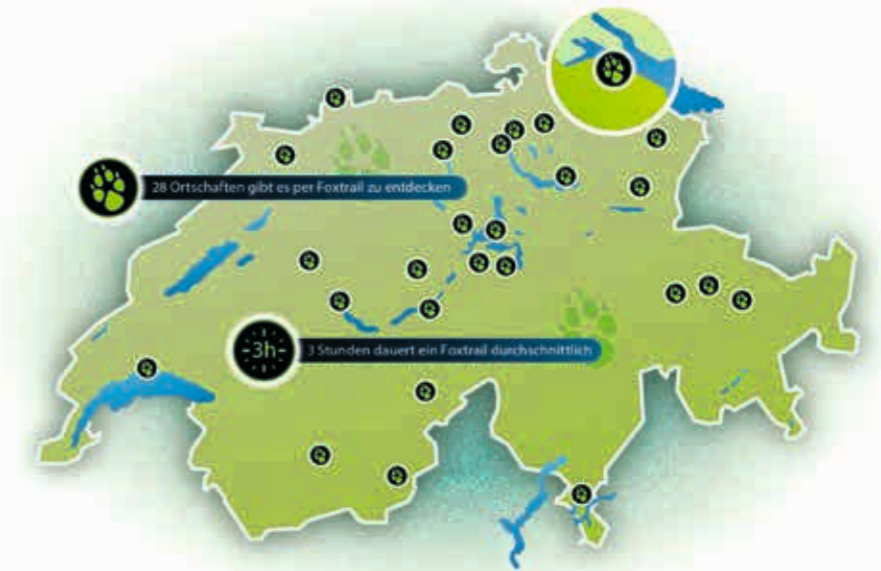 28 Ortschaften gibt es per Foxtrail zu entdecken
3h
3 Stunden dauert ein Foxtrail durchschnittlich